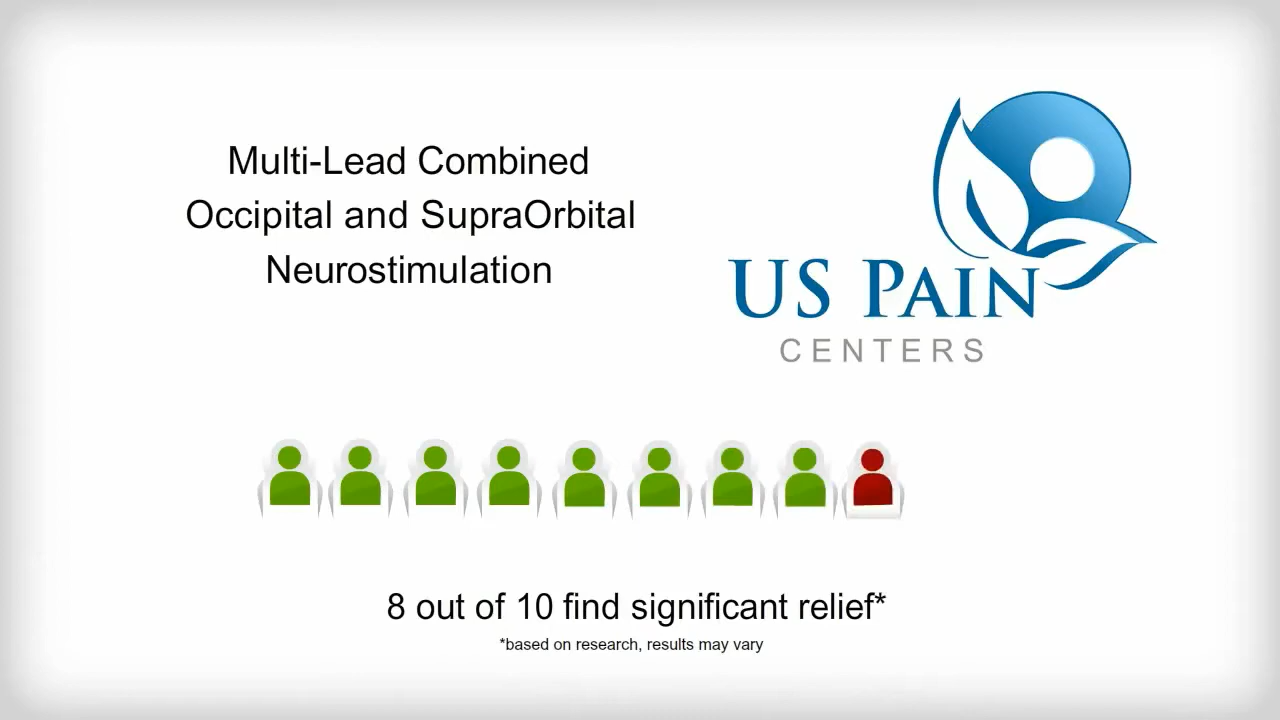 Multi-Lead Combined
Occipital and SupraOrbital
Neurostimulation
US PAIN
CENTERS
8 out of 10 find significant relief*
*based on research, results may vary